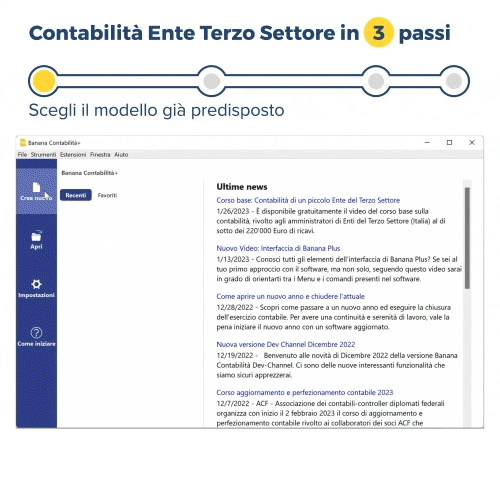 Contabilità Ente Terzo Settore in 3 passi
Scegli il modello già predisposto
Banana Contabilità+
File Strumenti Estensioni Finestra Aiuto
Crea nuovo
Apri
Impostazioni
Come iniziare
Banana Contabilità+
Recenti Favoriti
Ultime news
Corso base: Contabilità di un piccolo Ente del Terzo Settore
1/26/2023 - È disponibile gratuitamente il video del corso base sulla
contabilità, rivolto agli amministratori di Enti del Terzo Settore (Italia) al di
sotto dei 220'000 Euro di ricavi.
Nuovo Video: Interfaccia di Banana Plus
1/13/2023 - Conosci tutti gli elementi dell'interfaccia di Banana Plus? Se sei al
tuo primo approccio con il software, ma non solo, seguendo questo video sarai
in grado di orientarti tra i Menu e i comandi presenti nel software.
Come aprire un nuovo anno e chiudere l'attuale
12/28/2022 - Scopri come passare a un nuovo anno ed eseguire la chiusura
dell'esercizio contabile. Per avere una continuità e serenità di lavoro, vale la
pena iniziare il nuovo anno con un software aggiornato.
Nuova versione Dev Channel Dicembre 2022
12/19/2022 - Benvenuto alle novità di Dicembre 2022 della versione Banana
Contabilità Dev-Channel. Ci sono delle nuove interessanti funzionalità che
siamo sicuri apprezzerai.
Corso aggiornamento e perfezionamento contabile 2023
12/7/2022 - ACF - Associazione dei contabili-controller diplomati federali
organizza con inizio il 2 febbraio 2023 il corso di aggiornamento e
perfezionamento contabile rivolto ai collaboratori dei soci ACF che